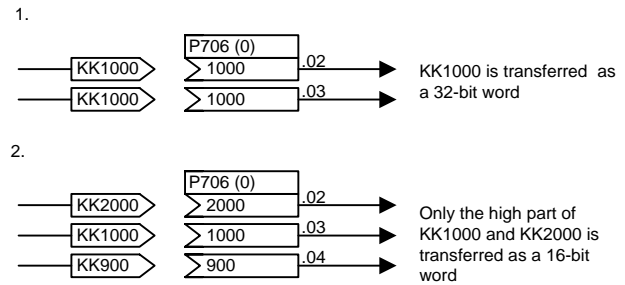 1.
P706 (0)
KK1000 1000 .02
KK1000 1000 .03
KK1000 is transferred as
a 32-bit word
2.
P706 (0)
KK2000 2000 .02
KK1000 1000 .03
KK900 900 .04
Only the high part of
KK1000 and KK2000 is
transferred as a 16-bit
word